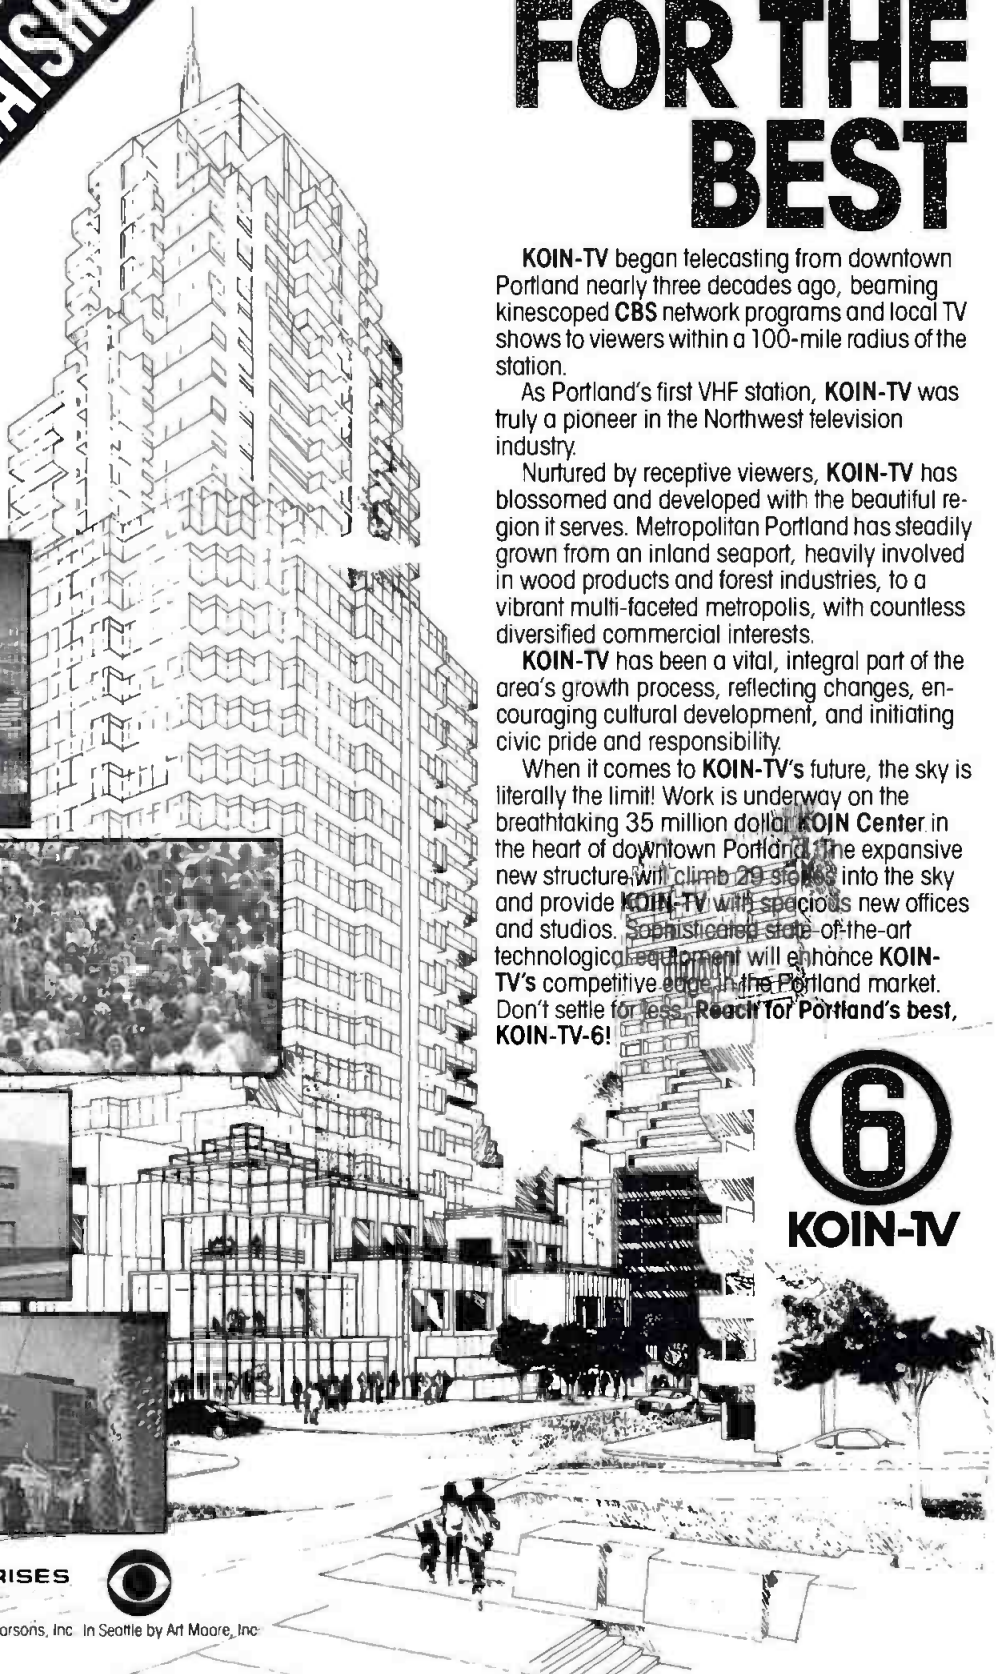 FOR THE
BEST
KOIN-TV began telecasting from downtown
Portland nearly three decades ago, beaming
kinescoped CBS network programs and local TV
shows to viewers within a 100-mile radius of the
station.
As Portland's first VHF station, KOIN-TV was
truly a pioneer in the Northwest television
industry.
Nurtured by receptive viewers, KOIN-TV has
blossomed and developed with the beautiful re-
gion it serves. Metropolitan Portland has steadily
grown from an inland seaport, heavily involved
in wood products and forest industries, to a
vibrant multi-faceted metropolis, with countless
diversified commercial interests.
KOIN-TV has been a vital, integral part of the
area's growth process, reflecting changes, en-
couraging cultural development, and initiating
civic pride and responsibility.
When it comes to KOIN-TV's future, the sky is
literally the limit! Work is underway on the
breathtaking 35 million dollar KOIN Center in
the heart of downtown Portland. The expansive
new structure will climb 29 stories into the sky
and provide KOIN-TV with spacious new offices
and studios. Sophisticated state-of-the-art
technological equipment will enhance KOIN-
TV's competitive edge in the Portland market.
Don't settle for less. Reach for Portland's best,
KOIN-TV-6!
6
KOIN-TV
RISES
arsons, Inc. In Seattle by Art Moore, Inc.